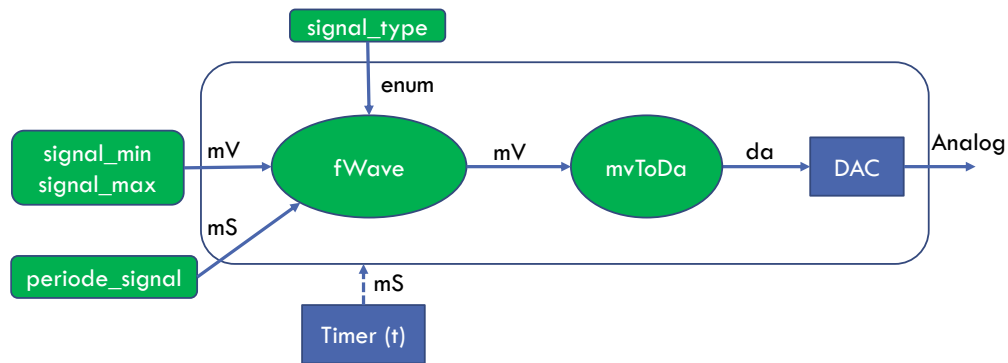 signal_type
enum
signal_min
signal_max
mV
fWave
mV
mvToDa
da
DAC
Analog
mS
periode_signal
mS
Timer (t)